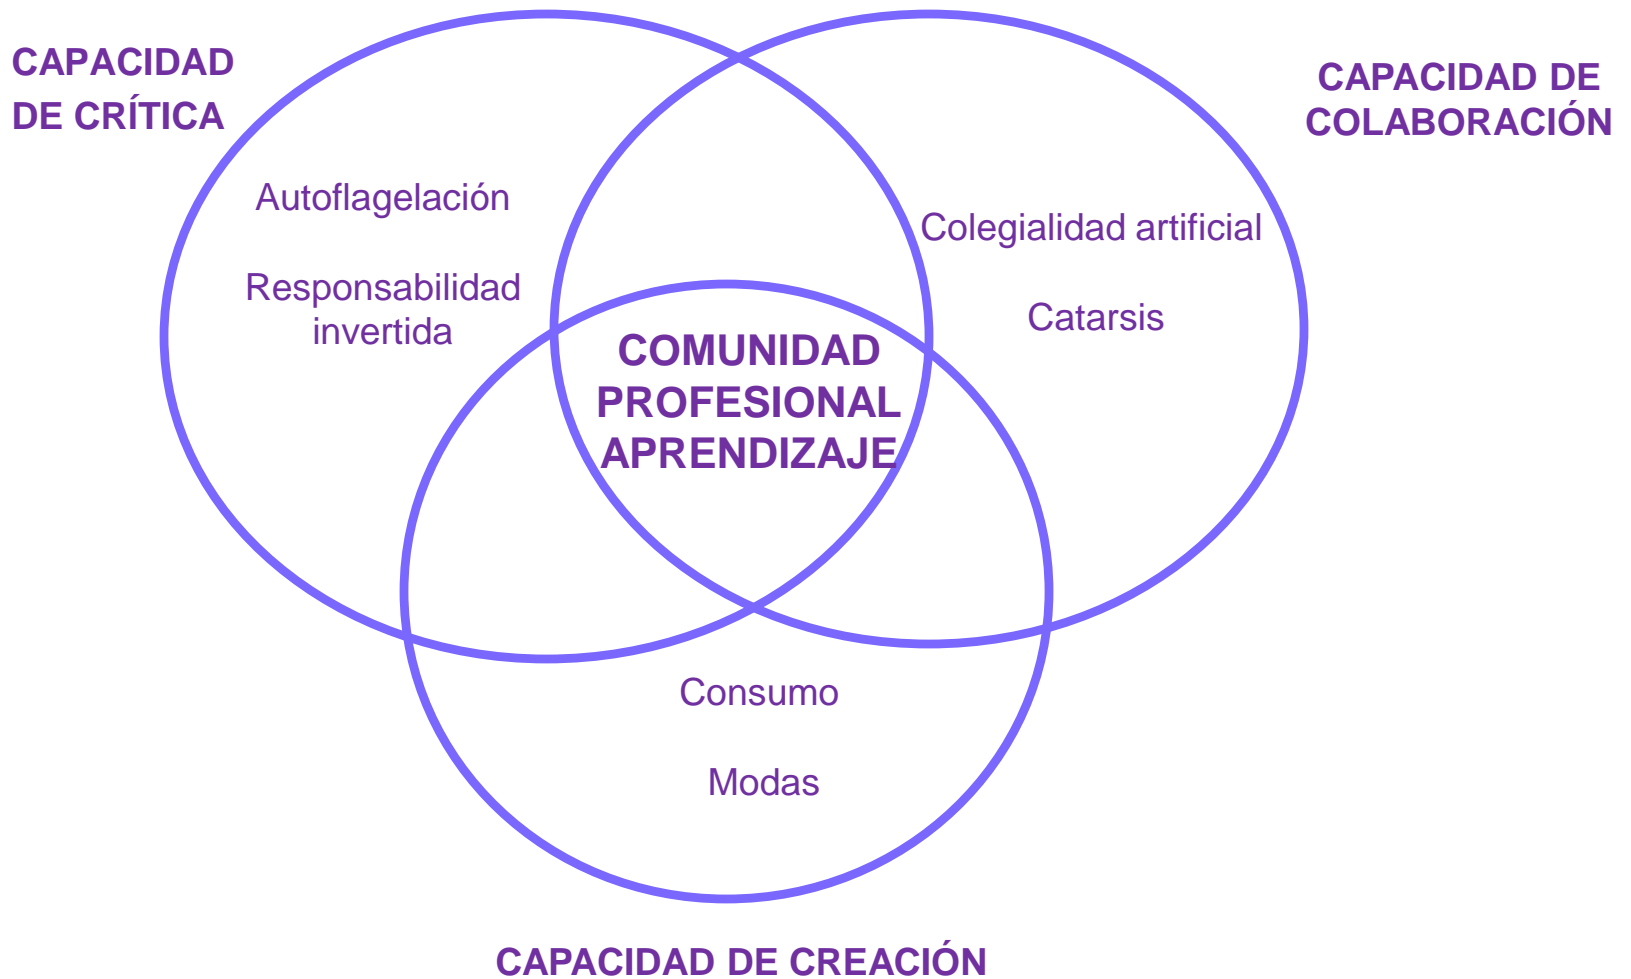 CAPACIDAD
DE CRÍTICA
CAPACIDAD DE
COLABORACIÓN
Autoflagelación
Responsabilidad
invertida
Colegialidad artificial
Catarsis
COMUNIDAD
PROFESIONAL
APRENDIZAJE
Consumo
Modas
CAPACIDAD DE CREACIÓN